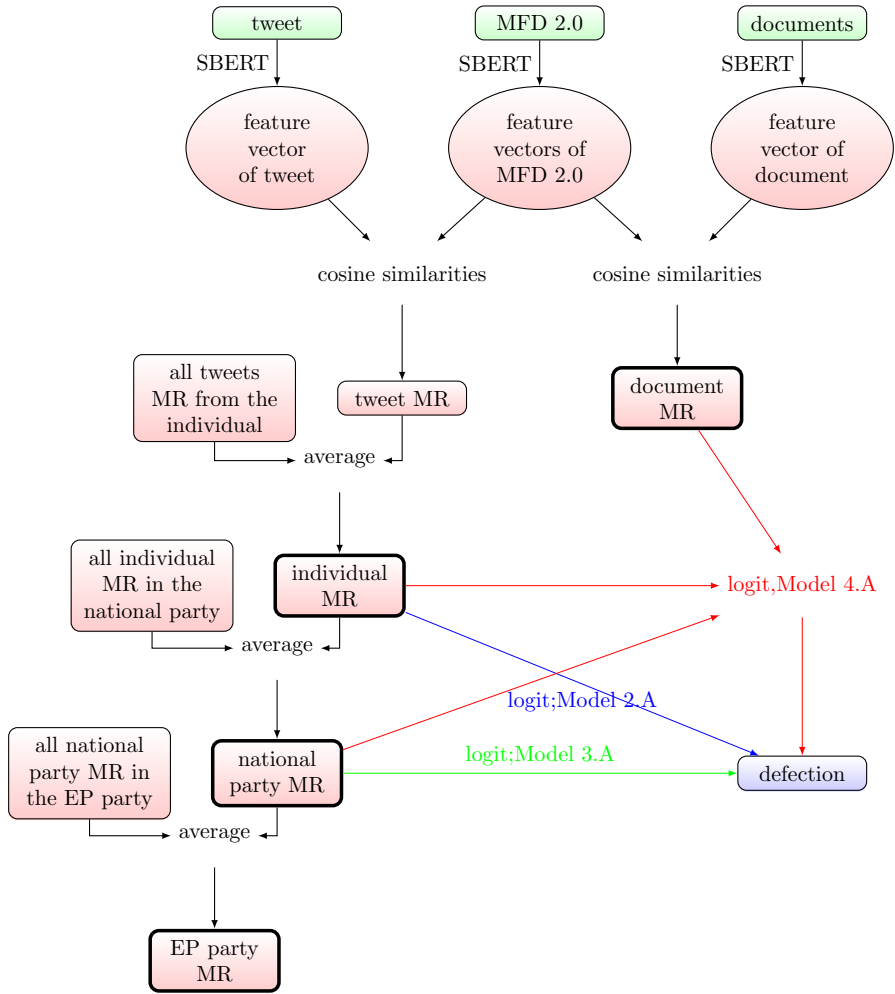 tweet
MFD 2.0
documents
SBERT
SBERT
SBERT
feature
vector
of tweet
feature
vectors of
MFD 2.0
feature
vector of
document
cosine similarities
cosine similarities
all tweets
MR from the
individual
tweet MR
document
MR
average
all individual
MR in the
national party
individual
MR
logit,Model 4.A
average
logit;Model 2.A
all national
party MR in
the EP party
national
party MR
logit;Model 3.A
defection
average
EP party
MR